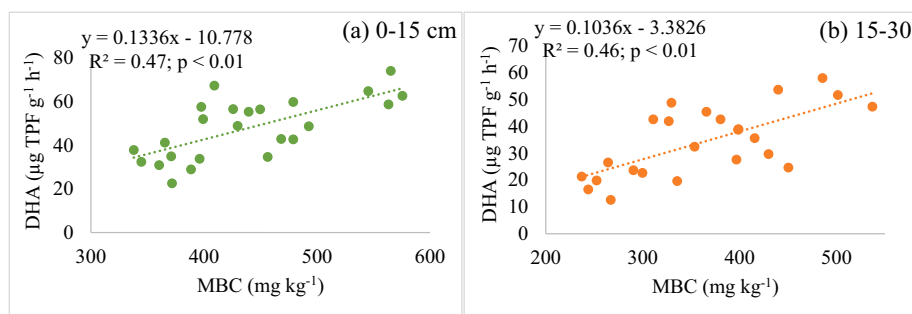 y = 0.1336x - 10.778
R² = 0.47; p < 0.01
(a) 0-15 cm
DHA (µg TPF g⁻¹ h⁻¹)
80
60
40
20
0
300
400
500
600
MBC (mg kg⁻¹)
y = 0.1036x - 3.3826
R² = 0.46; p < 0.01
(b) 15-30
DHA (µg TPF g⁻¹ h⁻¹)
70
60
50
40
30
20
10
0
200
300
400
500
MBC (mg kg⁻¹)